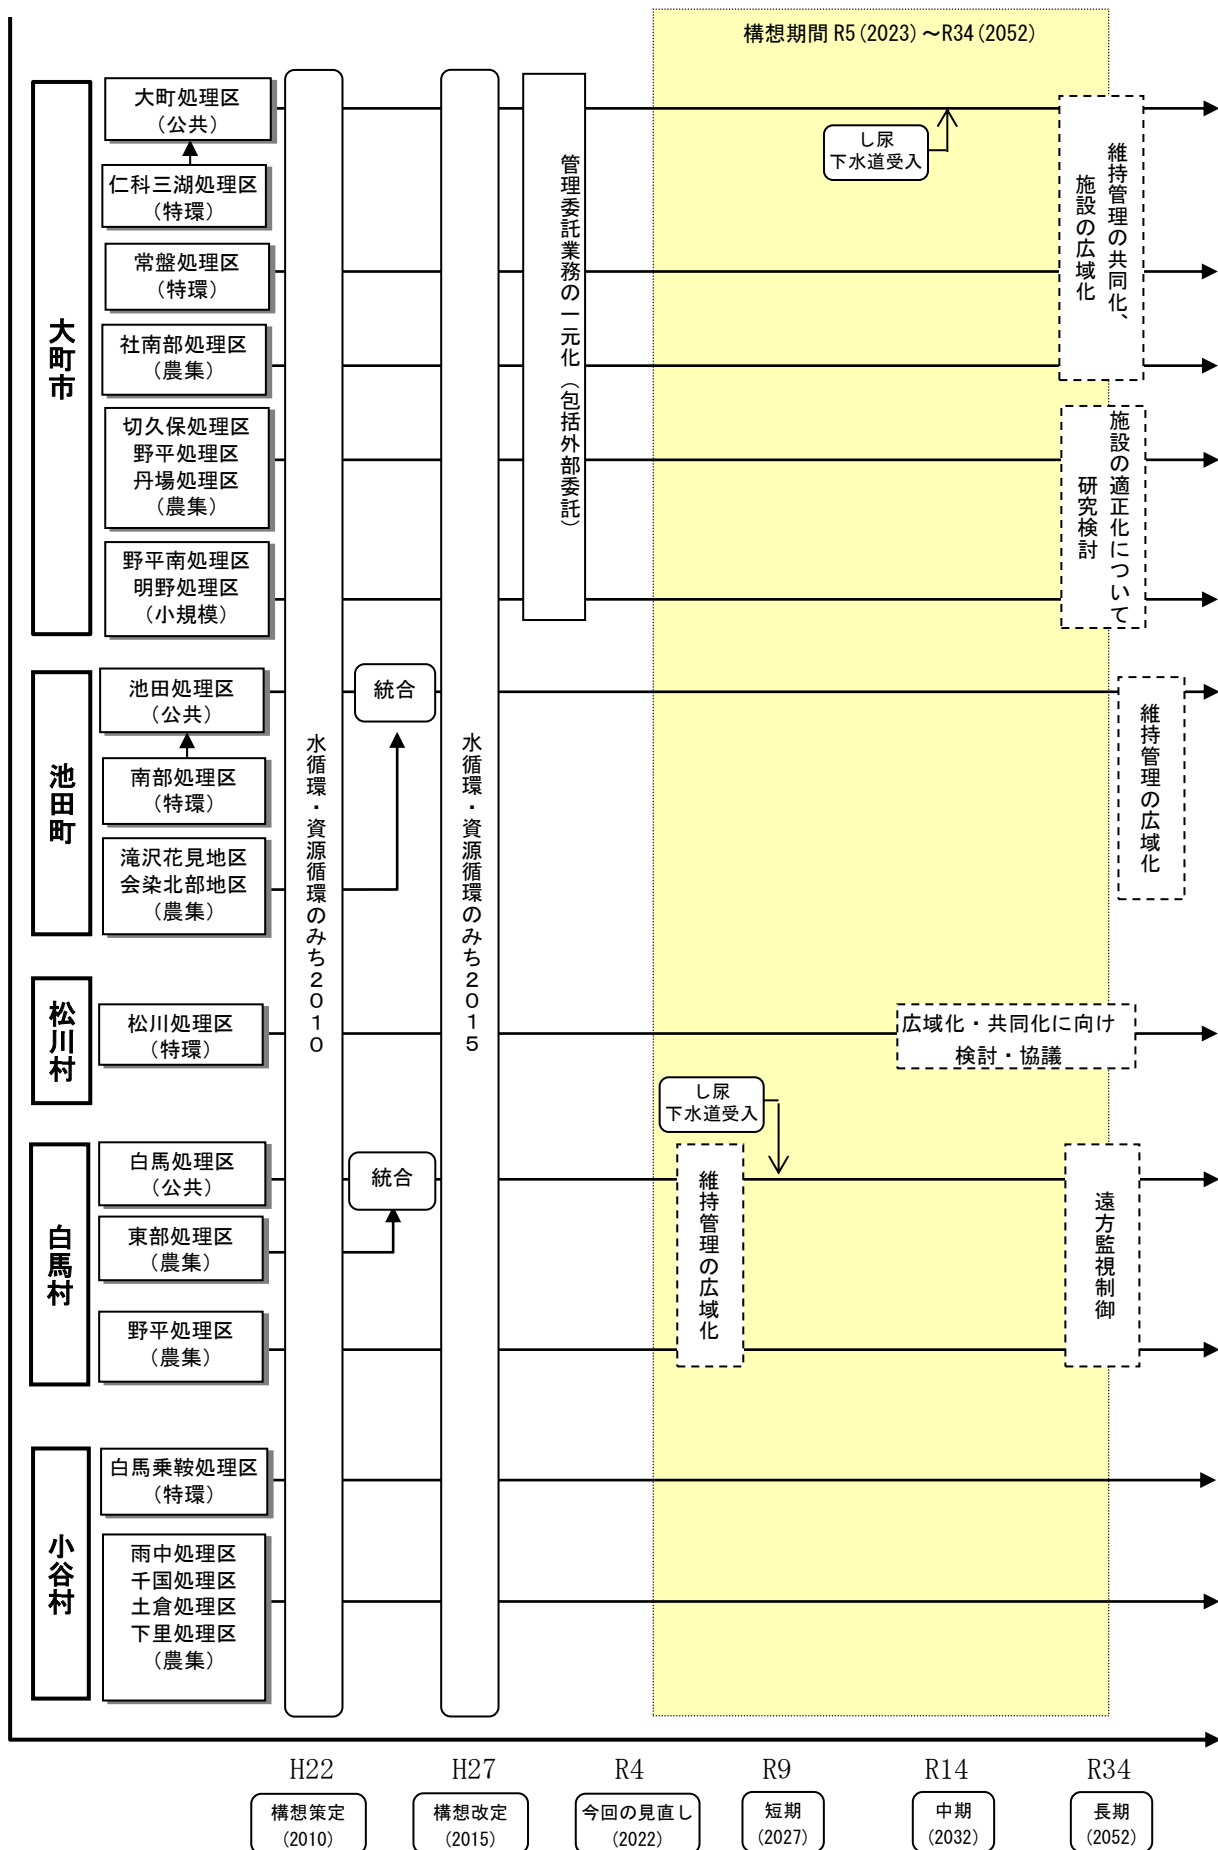 構想期間 R5(2023)～R34(2052)
大町市
大町処理区
(公共)
仁科三湖処理区
(特環)
常盤処理区
(特環)
社南部処理区
(農集)
切久保処理区
野平処理区
丹場処理区
(農集)
野平南処理区
明野処理区
(小規模)
管理委託業務の一元化(包括外部委託)
し尿
下水道受入
維持管理の共同化、
施設の広域化
施設の適正化について
研究検討
池田町
池田処理区
(公共)
南部処理区
(特環)
滝沢花見地区
会染北部地区
(農集)
統合
維持管理の広域化
水循環・資源循環のみち2010
水循環・資源循環のみち2015
松川村
松川処理区
(特環)
広域化・共同化に向け
検討・協議
白馬村
白馬処理区
(公共)
東部処理区
(農集)
野平処理区
(農集)
統合
し尿
下水道受入
維持管理の広域化
遠方監視制御
小谷村
白馬乗鞍処理区
(特環)
雨中処理区
千国処理区
土倉処理区
下里処理区
(農集)
H22
H27
R4
R9
R14
R34
構想策定
(2010)
構想改定
(2015)
今回の見直し
(2022)
短期
(2027)
中期
(2032)
長期
(2052)